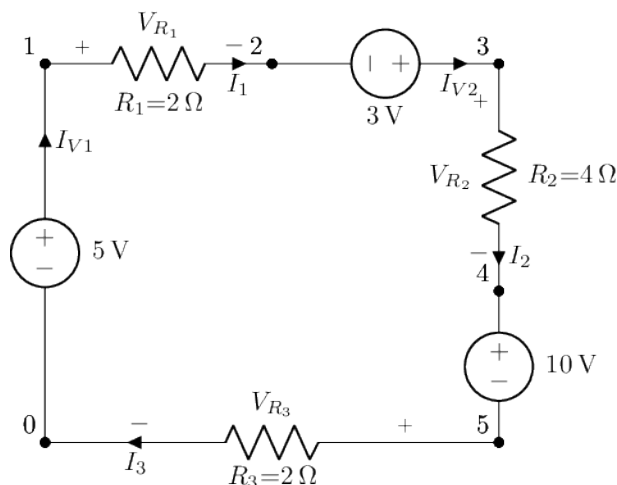 V_{R_1}
1 + − 2 3
I_1 − + I_{V2}
R_1=2 Ω 3 V +
I_{V1}
V_{R_2} R_2=4 Ω
+ 5 V −
− I_2
4
+ 10 V −
V_{R_3}
0 − + 5
I_3
R_3=2 Ω